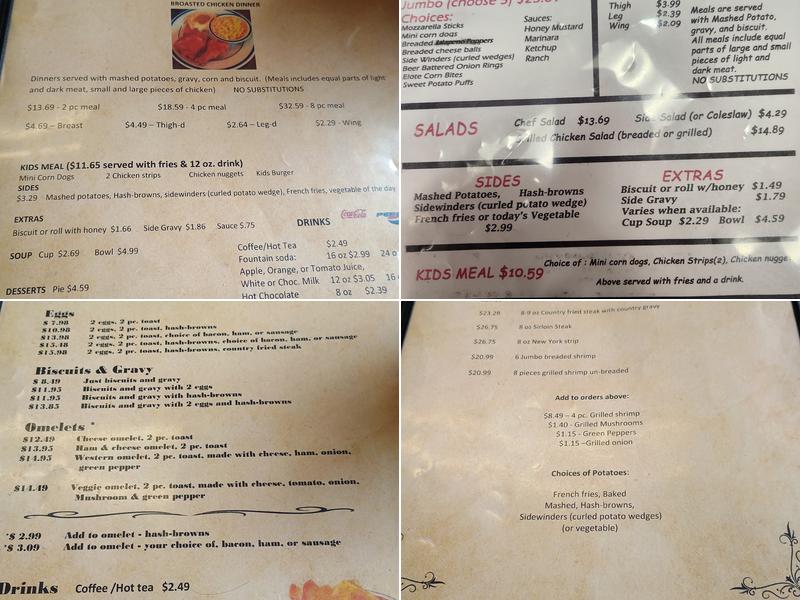 BROASTED CHICKEN DINNER
Dinners served with mashed potatoes, gravy, corn and biscuit. (Meals includes equal parts of light
and dark meat, small and large pieces of chicken) NO SUBSTITUTIONS
$13.69 - 2 pc meal $18.59 - 4 pc meal $32.59 - 8 pc meal
$4.69 – Breast $4.49 – Thigh-d $2.64 – Leg-d $2.29 - Wing
KIDS MEAL ($11.65 served with fries & 12 oz. drink)
Mini Corn Dogs 2 Chicken strips Chicken nuggets Kids Burger
SIDES
$3.29 Mashed potatoes, Hash-browns, sidewinders (curled potato wedge), French fries, vegetable of the day
EXTRAS
Biscuit or roll with honey $1.66 Side Gravy $1.86 Sauce $.75
SOUP Cup $2.69 Bowl $4.99
DESSERTS Pie $4.59
DRINKS Coca-Cola
Coffee/Hot Tea $2.49
Fountain soda: 16 oz $2.99 24 o
Apple, Orange, or Tomato Juice,
White or Choc. Milk 12 oz $3.05 16
Hot Chocolate 8 oz $2.39
Jumbo (choose 5)
Choices:
Mozzarella Sticks
Mini corn dogs
Breaded
Breaded cheese balls
Side Winders (curled wedges)
Beer Battered Onion Rings
Elote Corn Bites
Sweet Potato Puffs
Sauces:
Honey Mustard
Marinara
Ketchup
Ranch
Thigh $3.99
Leg $2.39
Wing $2.09
Meals are served
with Mashed Potato,
gravy, and biscuit.
All meals include equal
parts of large and small
pieces of light and
dark meat.
NO SUBSTITUTIONS
SALADS
Chef Salad $13.69 Side Salad (or Coleslaw) $4.29
Grilled Chicken Salad (breaded or grilled) $14.89
SIDES
Mashed Potatoes, Hash-browns
Sidewinders (curled potato wedge)
French fries or today's Vegetable
$2.99
EXTRAS
Biscuit or roll w/honey $1.49
Side Gravy $1.79
Varies when available:
Cup Soup $2.29 Bowl $4.59
KIDS MEAL $10.59
Choice of : Mini corn dogs, Chicken Strips(2), Chicken nugge
Above served with fries and a drink.
Eggs
$ 7.98 2 eggs, 2 pc. toast
$10.98 2 eggs, 2 pc. toast, hash-browns
$13.98 2 eggs, 2 pc. toast, choice of bacon, ham, or sausage
$15.48 2 eggs, 2 pc. toast, hash-browns, choice of bacon, ham, or sausage
$15.98 2 eggs, 2 pc. toast, hash-browns, country fried steak
Biscuits & Gravy
$ 8.49 Just biscuits and gravy
$11.95 Biscuits and gravy with 2 eggs
$11.95 Biscuits and gravy with hash-browns
$13.85 Biscuits and gravy with 2 eggs and hash-browns
Omelets *
$12.49 Cheese omelet, 2 pc. toast
$13.95 Ham & cheese omelet, 2 pc. toast
$14.95 Western omelet, 2 pc. toast, made with cheese, ham, onion,
green pepper
$14.49 Veggie omelet, 2 pc. toast, made with cheese, tomato, onion,
Mushroom & green pepper
*$ 2.99 Add to omelet - hash-browns
*$ 3.09 Add to omelet - your choice of, bacon, ham, or sausage
Drinks Coffee /Hot tea $2.49
$23.28 8-9 oz Country fried steak with country gravy
$26.75 8 oz Sirloin Steak
$26.75 8 oz New York strip
$20.99 6 Jumbo breaded shrimp
$20.99 8 pieces grilled shrimp un-breaded
Add to orders above:
$8.49 – 4 pc. Grilled shrimp
$1.40 - Grilled Mushrooms
$1.15 - Green Peppers
$1.15 –Grilled onion
Choices of Potatoes:
French fries, Baked
Mashed, Hash-browns,
Sidewinders (curled potato wedges)
(or vegetable)